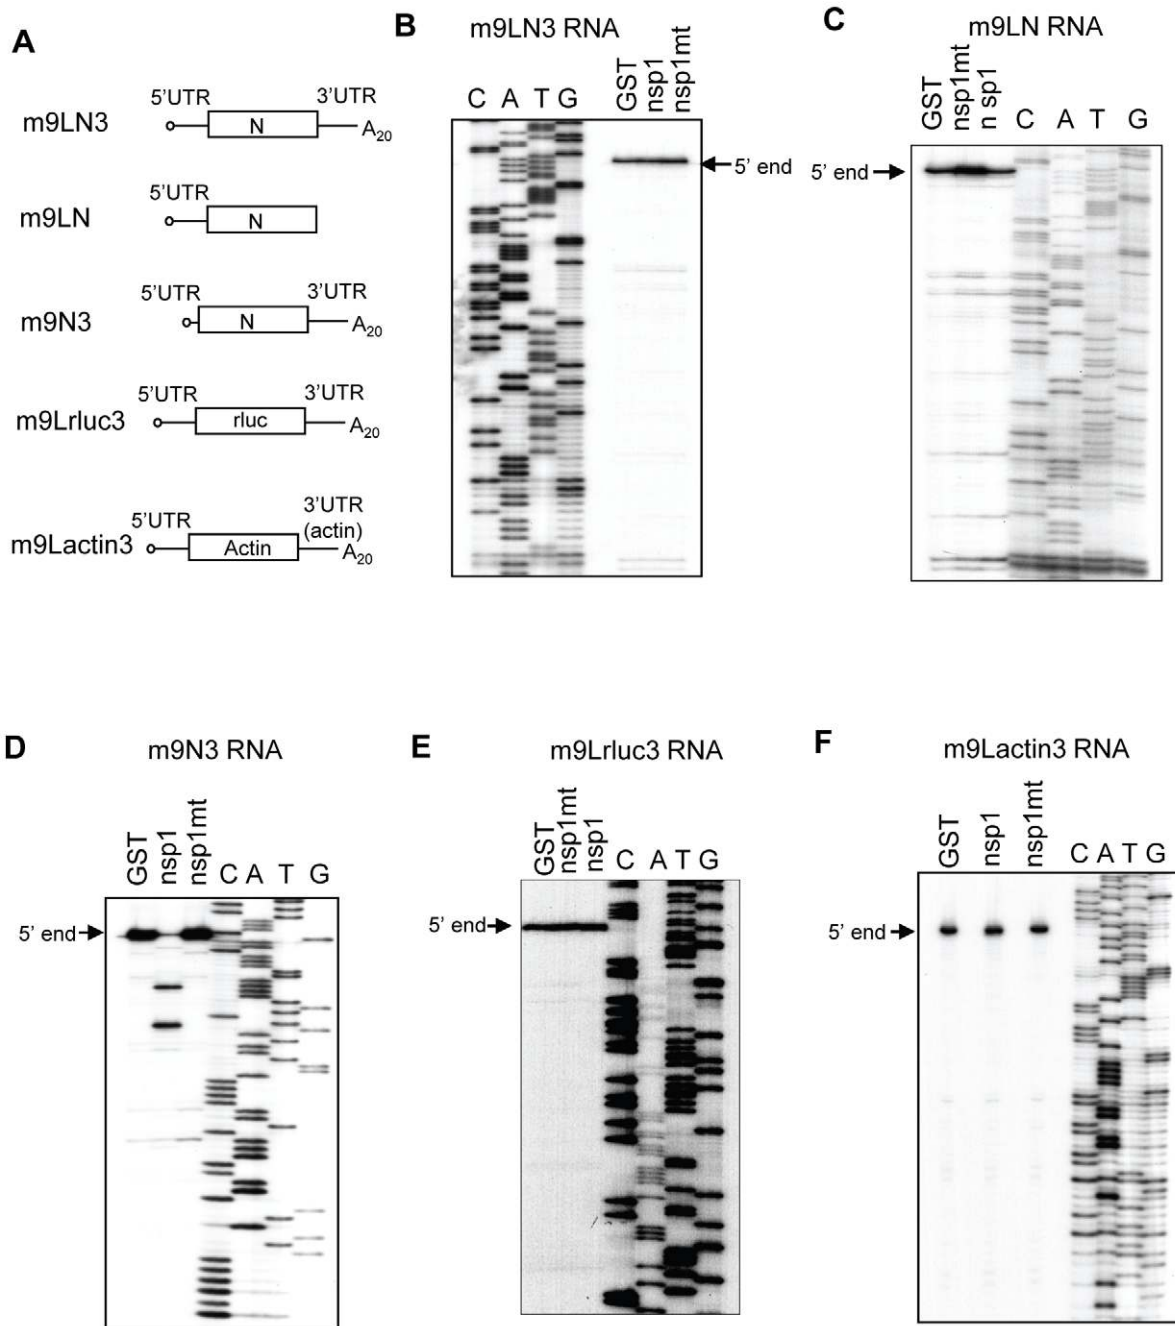 A
5'UTR 3'UTR
m9LN3 N A20
5'UTR
m9LN N
5'UTR 3'UTR
m9N3 N A20
5'UTR 3'UTR
m9Lrluc3 rluc A20
5'UTR 3'UTR
(actin)
m9Lactin3 Actin A20
B
m9LN3 RNA
C A T G GST nsp1 nsp1mt
5' end
C
m9LN RNA
GST nsp1mt n sp1 C A T G
5' end
D
m9N3 RNA
GST nsp1 nsp1mt C A T G
5' end
E
m9Lrluc3 RNA
GST nsp1mt nsp1 C A T G
5' end
F
m9Lactin3 RNA
GST nsp1 nsp1mt C A T G
5' end